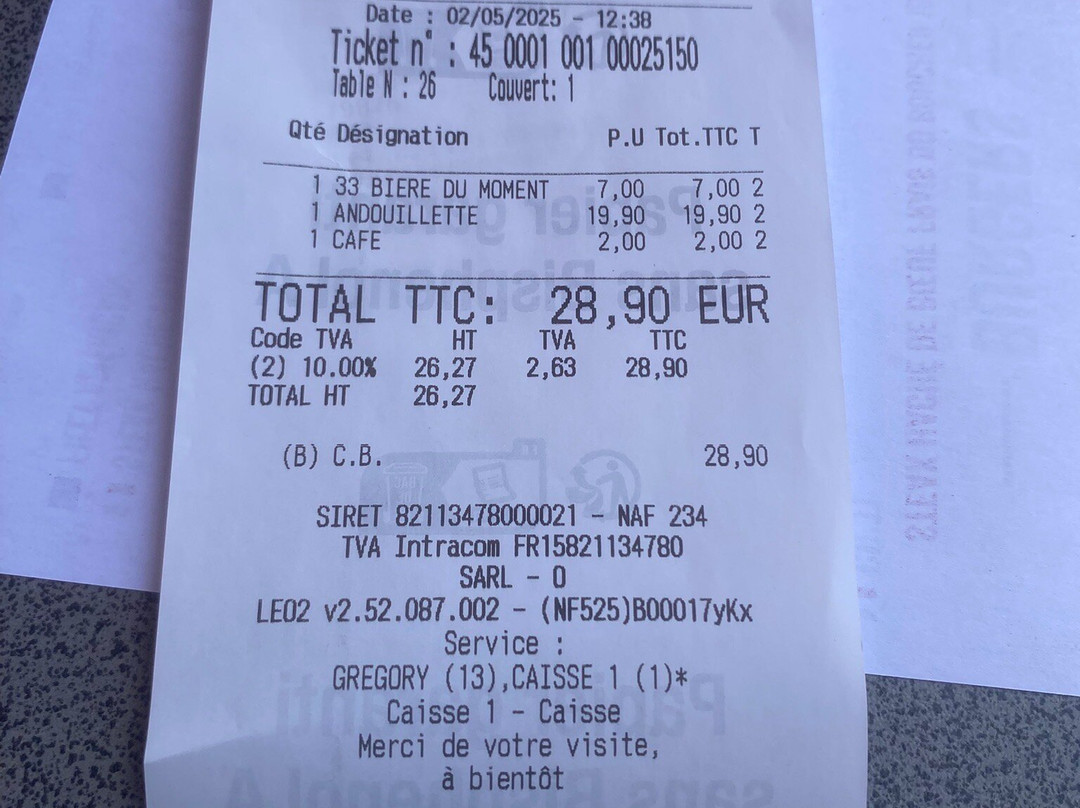 Date : 02/05/2025 - 12:38
Ticket n° : 45 0001 001 00025150
Table N : 26 Couvert: 1
Qté Désignation P.U Tot.TTC T
1 33 BIERE DU MOMENT 7,00 7,00 2
1 ANDOUILLETTE 19,90 19,90 2
1 CAFE 2,00 2,00 2
TOTAL TTC: 28,90 EUR
Code TVA HT TVA TTC
(2) 10.00% 26,27 2,63 28,90
TOTAL HT 26,27
(B) C.B. 28,90
SIRET 82113478000021 - NAF 234
TVA Intracom FR15821134780
SARL - 0
LEO2 v2.52.087.002 - (NF525)B00017yKx
Service :
GREGORY (13),CAISSE 1 (1)*
Caisse 1 - Caisse
Merci de votre visite,
à bientôt